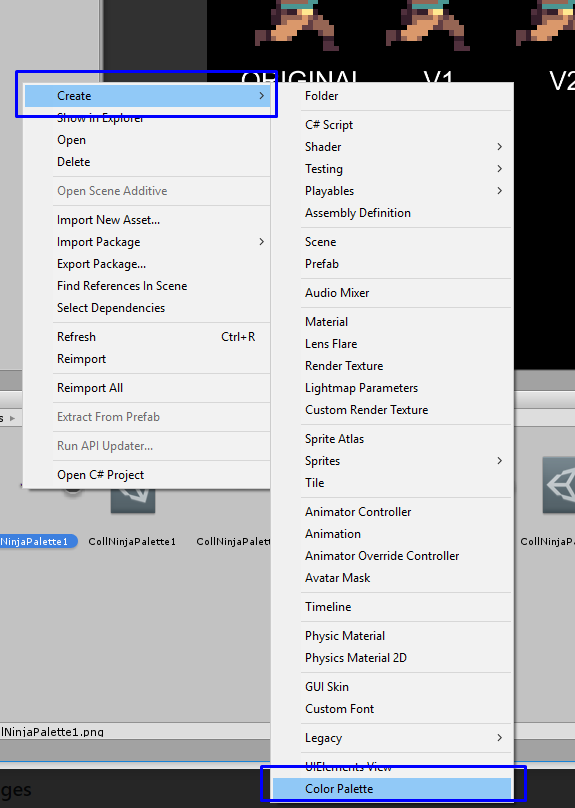 ORIGINAL
V1
V2
Create
Show in Explorer
Open
Delete
Open Scene Additive
Import New Asset...
Import Package
Export Package...
Find References In Scene
Select Dependencies
Refresh Ctrl+R
Reimport
Reimport All
Extract From Prefab
Run API Updater...
Open C# Project
Folder
C# Script
Shader
Testing
Playables
Assembly Definition
Scene
Prefab
Audio Mixer
Material
Lens Flare
Render Texture
Lightmap Parameters
Custom Render Texture
Sprite Atlas
Sprites
Tile
Animator Controller
Animation
Animator Override Controller
Avatar Mask
Timeline
Physic Material
Physics Material 2D
GUI Skin
Custom Font
Legacy
UIElements View
Color Palette
s
NinjaPalette1
CollNinjaPalette1
CollNinjaPalett
CollNinjaPa
llNinjaPalette1.png
ges